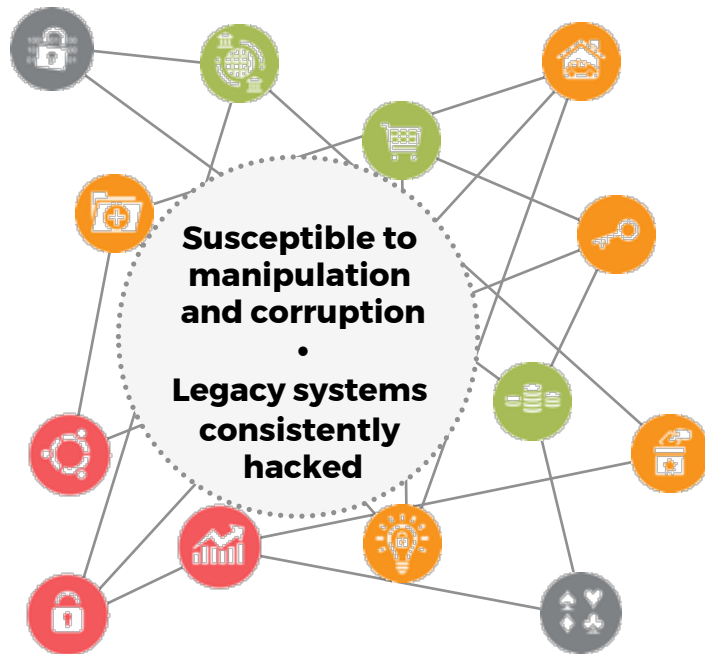 Susceptible to
manipulation
and corruption
•
Legacy systems
consistently
hacked